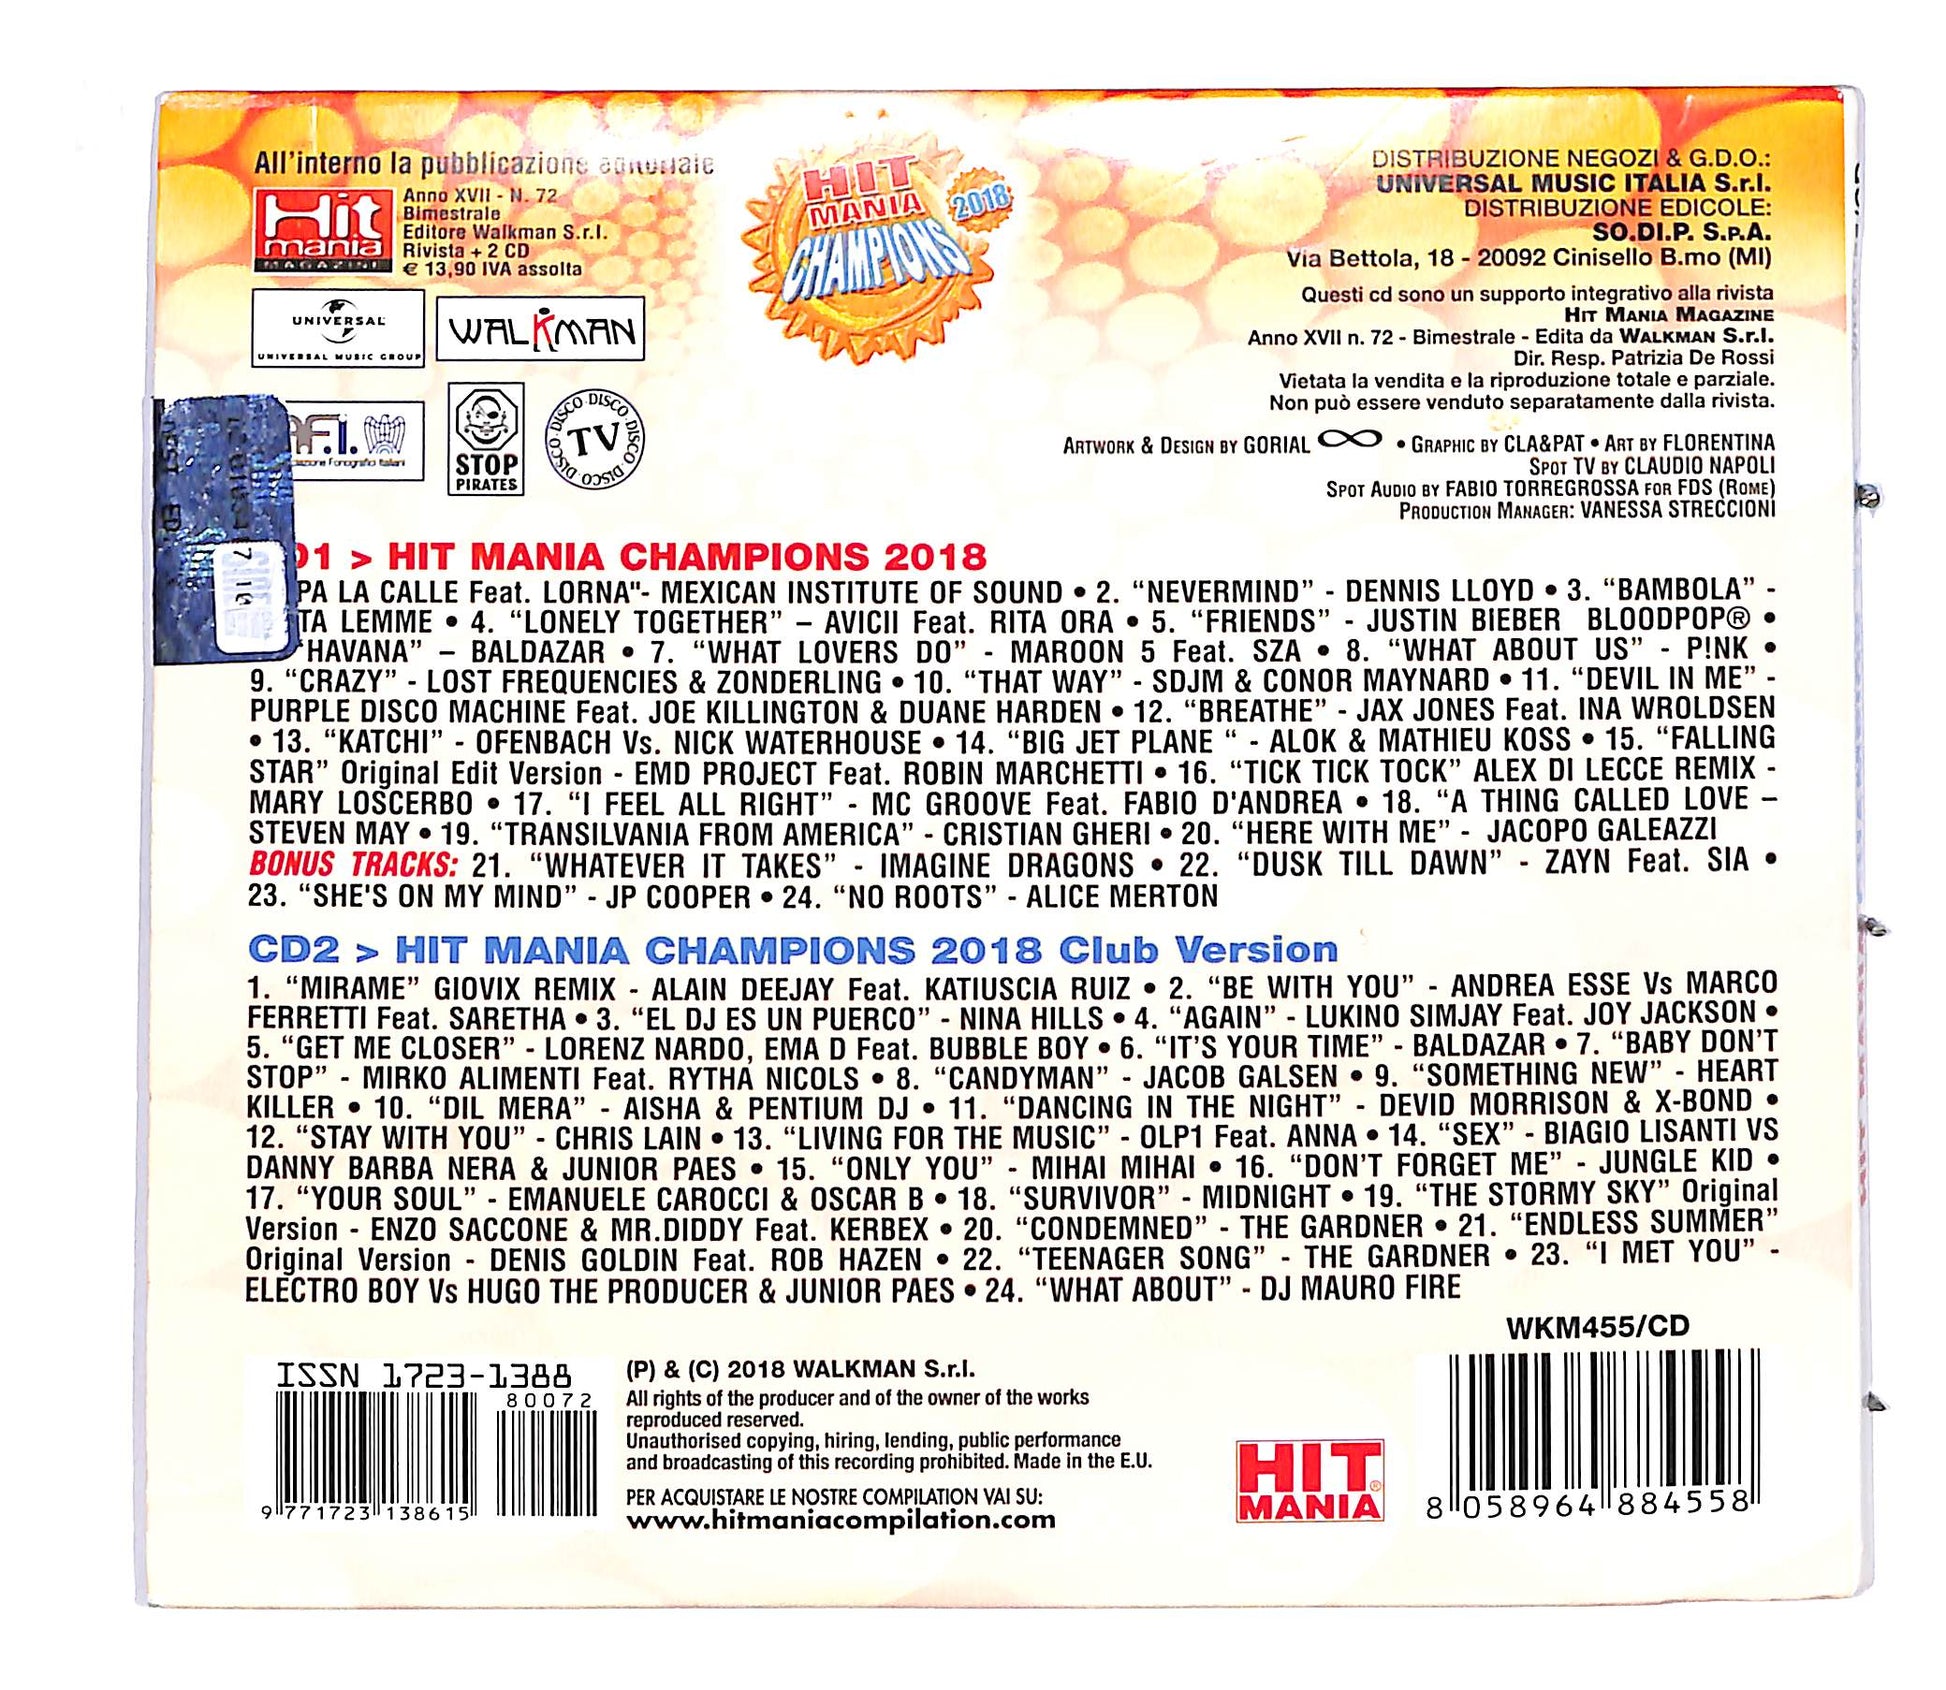 All'interno la pubblicazione editoriale
Hit
mania
MAGAZINE
Anno XVII - N. 72
Bimestrale
Editore Walkman S.r.l.
Rivista + 2 CD
€ 13,90 IVA assolta
UNIVERSAL
UNIVERSAL MUSIC GROUP
WALKMAN
HIT
MANIA
CHAMPIONS
2018
DISTRIBUZIONE NEGOZI & G.D.O.:
UNIVERSAL MUSIC ITALIA S.r.l.
DISTRIBUZIONE EDICOLE:
SO.DI.P. S.P.A.
Via Bettola, 18 - 20092 Cinisello B.mo (MI)
Questi cd sono un supporto integrativo alla rivista
HIT MANIA MAGAZINE
Anno XVII n. 72 - Bimestrale - Edita da WALKMAN S.r.l.
Dir. Resp. Patrizia De Rossi
Vietata la vendita e la riproduzione totale e parziale.
Non può essere venduto separatamente dalla rivista.
F.I.
Fonografici Italiani
STOP
PIRATES
DISCO·DISCO·DISCO·DISCO
TV
ARTWORK & DESIGN BY GORIAL • GRAPHIC BY CLA&PAT • ART BY FLORENTINA
SPOT TV BY CLAUDIO NAPOLI
SPOT AUDIO BY FABIO TORREGROSSA FOR FDS (ROME)
PRODUCTION MANAGER: VANESSA STRECCIONI
D1 > HIT MANIA CHAMPIONS 2018
PA LA CALLE Feat. LORNA"- MEXICAN INSTITUTE OF SOUND • 2. “NEVERMIND” - DENNIS LLOYD • 3. “BAMBOLA” -
TA LEMME • 4. “LONELY TOGETHER” – AVICII Feat. RITA ORA • 5. “FRIENDS” - JUSTIN BIEBER BLOODPOP® •
“HAVANA” – BALDAZAR • 7. “WHAT LOVERS DO” - MAROON 5 Feat. SZA • 8. “WHAT ABOUT US” - P!NK •
9. “CRAZY” - LOST FREQUENCIES & ZONDERLING • 10. “THAT WAY” - SDJM & CONOR MAYNARD • 11. “DEVIL IN ME” -
PURPLE DISCO MACHINE Feat. JOE KILLINGTON & DUANE HARDEN • 12. “BREATHE” - JAX JONES Feat. INA WROLDSEN
• 13. “KATCHI” - OFENBACH Vs. NICK WATERHOUSE • 14. “BIG JET PLANE “ - ALOK & MATHIEU KOSS • 15. “FALLING
STAR” Original Edit Version - EMD PROJECT Feat. ROBIN MARCHETTI • 16. “TICK TICK TOCK” ALEX DI LECCE REMIX -
MARY LOSCERBO • 17. “I FEEL ALL RIGHT” - MC GROOVE Feat. FABIO D'ANDREA • 18. “A THING CALLED LOVE –
STEVEN MAY • 19. “TRANSILVANIA FROM AMERICA” - CRISTIAN GHERI • 20. “HERE WITH ME” - JACOPO GALEAZZI
BONUS TRACKS: 21. “WHATEVER IT TAKES” - IMAGINE DRAGONS • 22. “DUSK TILL DAWN” - ZAYN Feat. SIA •
23. “SHE'S ON MY MIND” - JP COOPER • 24. “NO ROOTS” - ALICE MERTON
CD2 > HIT MANIA CHAMPIONS 2018 Club Version
1. “MIRAME” GIOVIX REMIX - ALAIN DEEJAY Feat. KATIUSCIA RUIZ • 2. “BE WITH YOU” - ANDREA ESSE Vs MARCO
FERRETTI Feat. SARETHA • 3. “EL DJ ES UN PUERCO” - NINA HILLS • 4. “AGAIN” - LUKINO SIMJAY Feat. JOY JACKSON •
5. “GET ME CLOSER” - LORENZ NARDO, EMA D Feat. BUBBLE BOY • 6. “IT’S YOUR TIME” - BALDAZAR • 7. “BABY DON’T
STOP” - MIRKO ALIMENTI Feat. RYTHA NICOLS • 8. “CANDYMAN” - JACOB GALSEN • 9. “SOMETHING NEW” - HEART
KILLER • 10. “DIL MERA” - AISHA & PENTIUM DJ • 11. “DANCING IN THE NIGHT” - DEVID MORRISON & X-BOND •
12. “STAY WITH YOU” - CHRIS LAIN • 13. “LIVING FOR THE MUSIC” - OLP1 Feat. ANNA • 14. “SEX” - BIAGIO LISANTI VS
DANNY BARBA NERA & JUNIOR PAES • 15. “ONLY YOU” - MIHAI MIHAI • 16. “DON’T FORGET ME” - JUNGLE KID •
17. “YOUR SOUL” - EMANUELE CAROCCI & OSCAR B • 18. “SURVIVOR” - MIDNIGHT • 19. “THE STORMY SKY” Original
Version - ENZO SACCONE & MR.DIDDY Feat. KERBEX • 20. “CONDEMNED” - THE GARDNER • 21. “ENDLESS SUMMER”
Original Version - DENIS GOLDIN Feat. ROB HAZEN • 22. “TEENAGER SONG” - THE GARDNER • 23. “I MET YOU” -
ELECTRO BOY Vs HUGO THE PRODUCER & JUNIOR PAES • 24. “WHAT ABOUT” - DJ MAURO FIRE
WKM455/CD
ISSN 1723-1388
80072
9 771723 138615
(P) & (C) 2018 WALKMAN S.r.l.
All rights of the producer and of the owner of the works
reproduced reserved.
Unauthorised copying, hiring, lending, public performance
and broadcasting of this recording prohibited. Made in the E.U.
PER ACQUISTARE LE NOSTRE COMPILATION VAI SU:
www.hitmaniacompilation.com
HIT
MANIA®
8 058964 884558